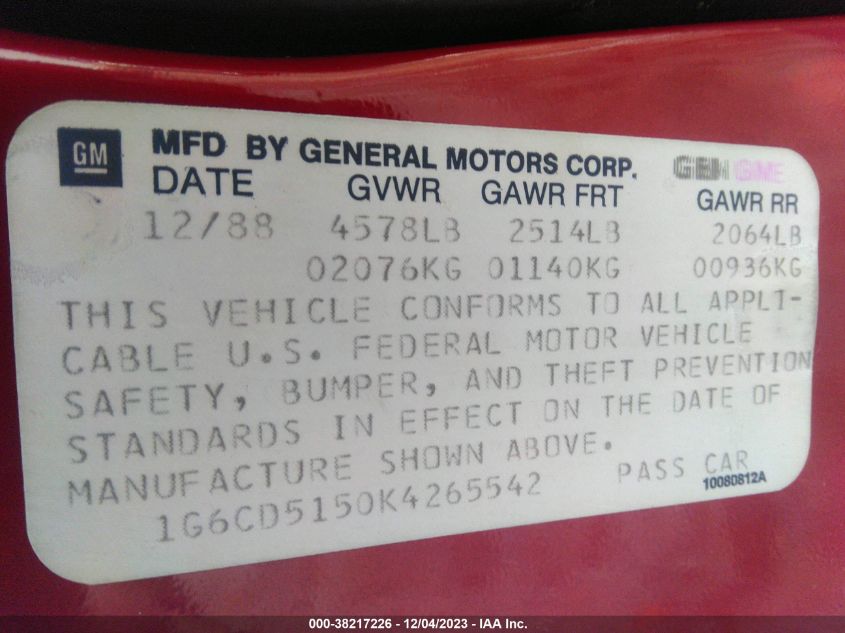 GM MFD BY GENERAL MOTORS CORP. GEH GME
DATE GVWR GAWR FRT GAWR RR
12/88 4578LB 2514LB 2064LB
02076KG 01140KG 00936KG
THIS VEHICLE CONFORMS TO ALL APPLI-
CABLE U.S. FEDERAL MOTOR VEHICLE
SAFETY, BUMPER, AND THEFT PREVENTION
STANDARDS IN EFFECT ON THE DATE OF
MANUFACTURE SHOWN ABOVE.
1G6CD5150K4265542 PASS CAR
10080812A
000-38217226 - 12/04/2023 - IAA Inc.